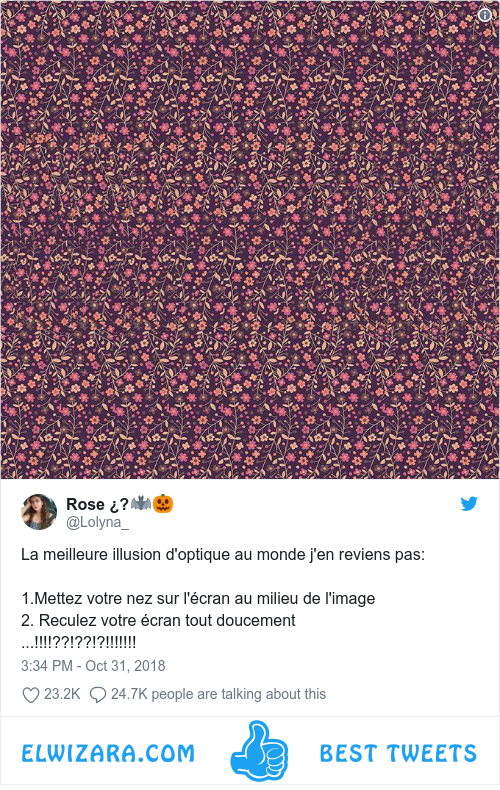 Rose ¿?🦇🎃
@Lolyna_
La meilleure illusion d'optique au monde j'en reviens pas:
1.Mettez votre nez sur l'écran au milieu de l'image
2. Reculez votre écran tout doucement
...!!!!??!??!?!!!!!!!
3:34 PM - Oct 31, 2018
23.2K 24.7K people are talking about this
ELWIZARA.COM BEST TWEETS